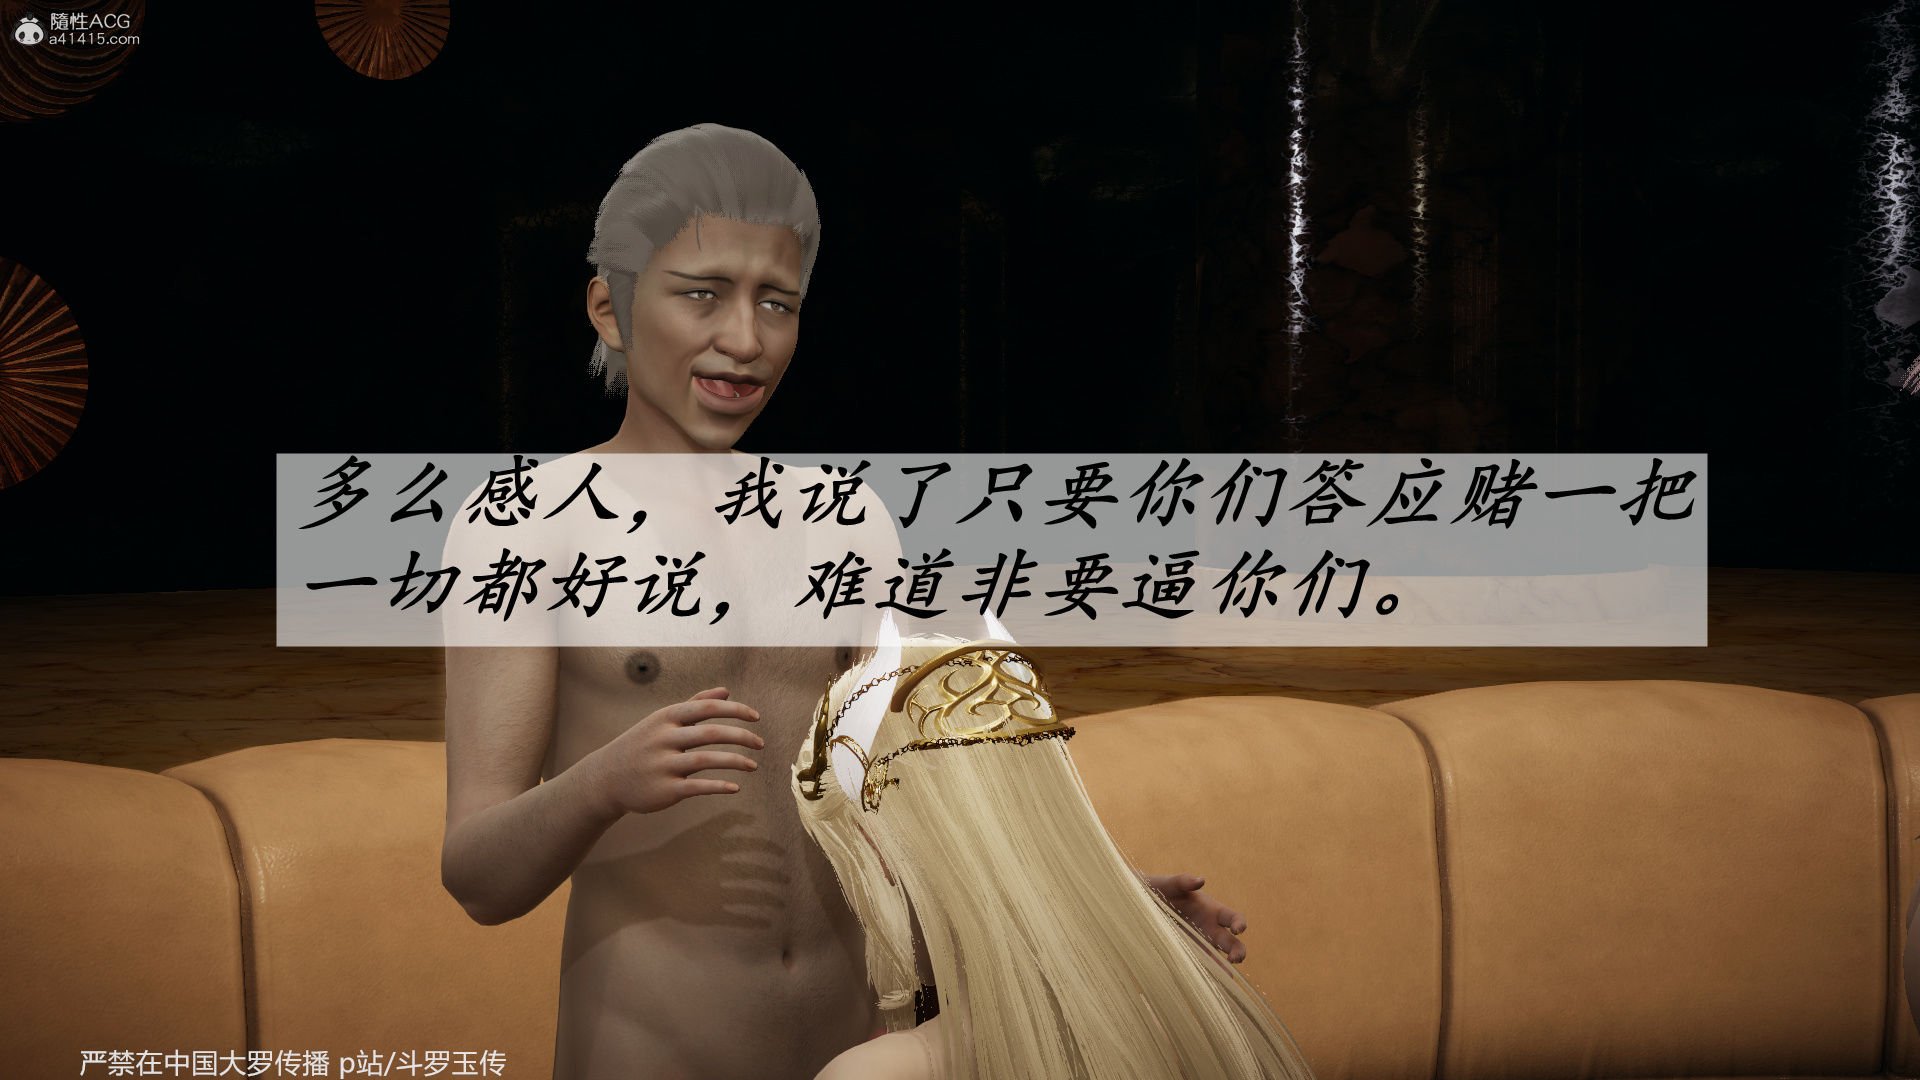 隨性ACG
a41415.com
多么感人，我说了只要你们答应赌一把
一切都好说，难道非要逼你们。
严禁在中国大罗传播 p站/斗罗玉传